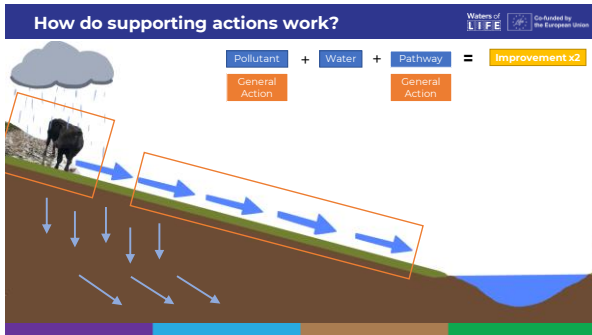 How do supporting actions work?
Waters of
LIFE
Co-funded by
the European Union
Pollutant + Water + Pathway = Improvement x2
General
Action
General
Action